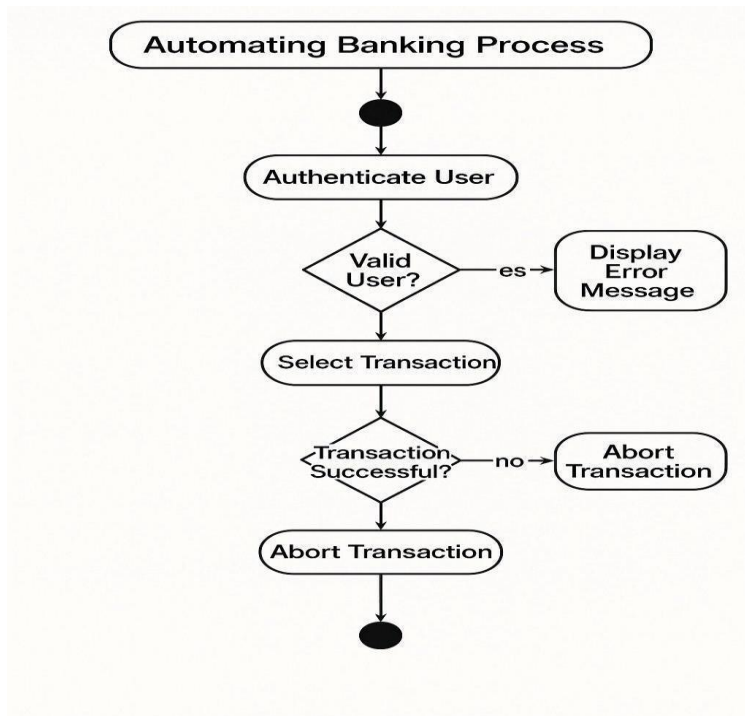 Automating Banking Process
Authenticate User
Valid
User?
es
Display
Error
Message
Select Transaction
Transaction
Successful?
no
Abort
Transaction
Abort Transaction